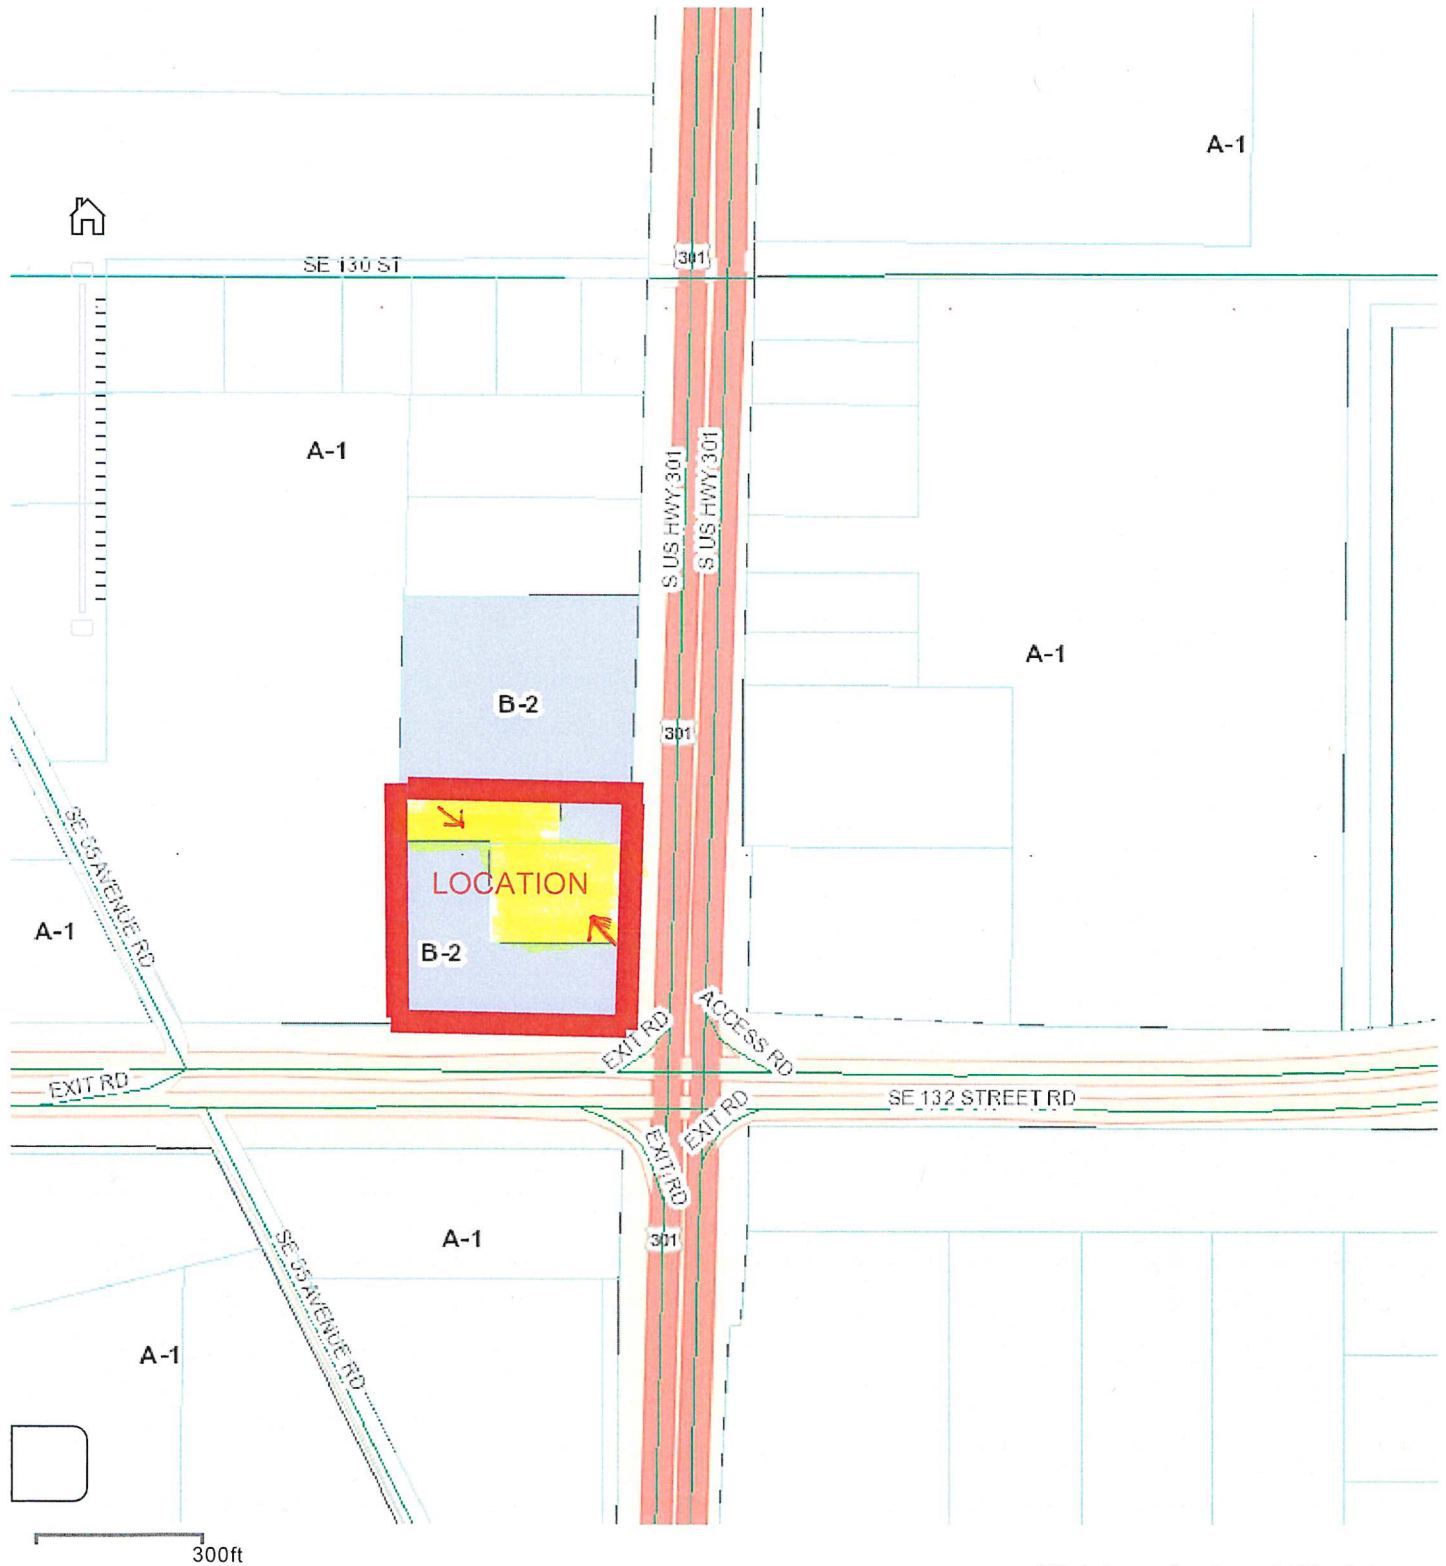 A-1
SE 130 ST
301
A-1
S US HWY 301
S US HWY 301
A-1
B-2
301
SE 55 AVENUE RD
LOCATION
A-1
B-2
EXIT RD
ACCESS RD
EXIT RD
SE 132 STREET RD
EXIT RD
EXIT RD
A-1
301
SE 55 AVENUE RD
A-1
300ft